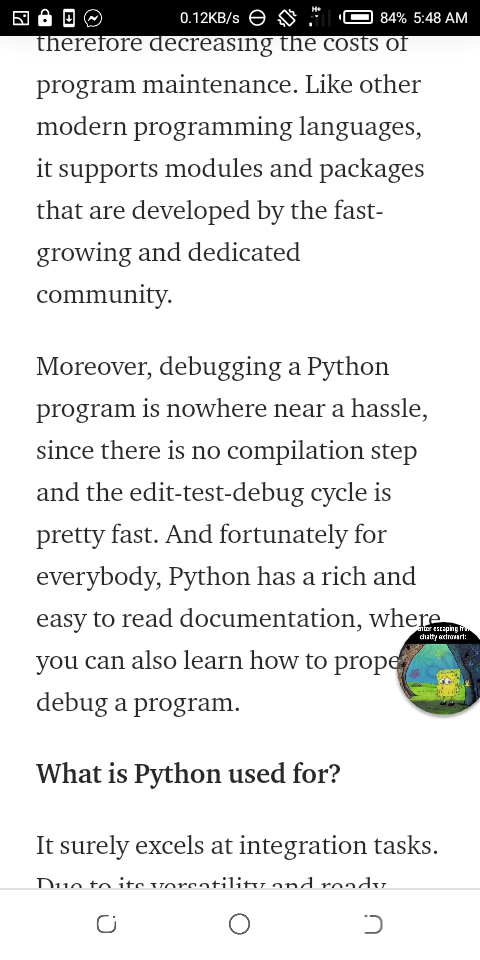 0.12KB/s H+ 84% 5:48 AM
therefore decreasing the costs of
program maintenance. Like other
modern programming languages,
it supports modules and packages
that are developed by the fast-
growing and dedicated
community.
Moreover, debugging a Python
program is nowhere near a hassle,
since there is no compilation step
and the edit-test-debug cycle is
pretty fast. And fortunately for
everybody, Python has a rich and
easy to read documentation, where
you can also learn how to prope
debug a program.
escaping
chatty extrovert:
What is Python used for?
It surely excels at integration tasks.
Due to its versatility and ready